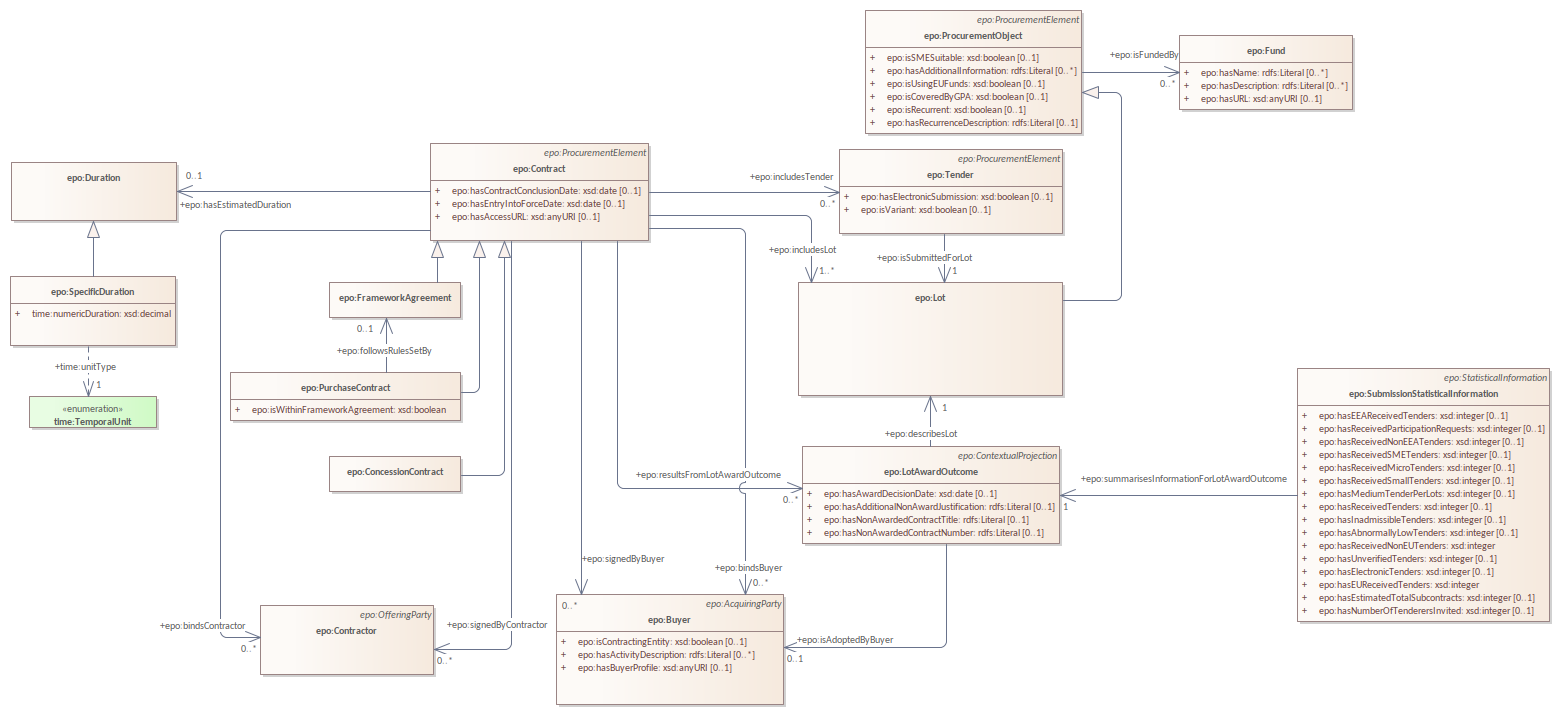 epo:ProcurementElement
epo:ProcurementObject
+ epo:isSMESuitable: xsd:boolean [0..1]
+ epo:hasAdditionalInformation: rdfs:Literal [0..*]
+ epo:isUsingEUFunds: xsd:boolean [0..1]
+ epo:isCoveredByGPA: xsd:boolean [0..1]
+ epo:isRecurrent: xsd:boolean [0..1]
+ epo:hasRecurrenceDescription: rdfs:Literal [0..1]
+epo:isFundedBy
0..*
epo:Fund
+ epo:hasName: rdfs:Literal [0..*]
+ epo:hasDescription: rdfs:Literal [0..*]
+ epo:hasURL: xsd:anyURI [0..1]
epo:Duration
0..1
+epo:hasEstimatedDuration
epo:ProcurementElement
epo:Contract
+ epo:hasContractConclusionDate: xsd:date [0..1]
+ epo:hasEntryIntoForceDate: xsd:date [0..1]
+ epo:hasAccessURL: xsd:anyURI [0..1]
+epo:includesTender
0..*
epo:ProcurementElement
epo:Tender
+ epo:hasElectronicSubmission: xsd:boolean [0..1]
+ epo:isVariant: xsd:boolean [0..1]
+epo:includesLot
1..*
+epo:isSubmittedForLot
1
epo:SpecificDuration
+ time:numericDuration: xsd:decimal
+time:unitType
1
«enumeration»
time:TemporalUnit
epo:FrameworkAgreement
0..1
+epo:followsRulesSetBy
epo:PurchaseContract
+ epo:isWithinFrameworkAgreement: xsd:boolean
epo:ConcessionContract
epo:Lot
1
+epo:describesLot
epo:ContextualProjection
epo:LotAwardOutcome
+ epo:hasAwardDecisionDate: xsd:date [0..1]
+ epo:hasAdditionalNonAwardJustification: rdfs:Literal [0..1]
+ epo:hasNonAwardedContractTitle: rdfs:Literal [0..1]
+ epo:hasNonAwardedContractNumber: rdfs:Literal [0..1]
+epo:resultsFromLotAwardOutcome
0..*
+epo:summarisesInformationForLotAwardOutcome
1
epo:StatisticalInformation
epo:SubmissionStatisticalInformation
+ epo:hasEEAReceivedTenders: xsd:integer [0..1]
+ epo:hasReceivedParticipationRequests: xsd:integer [0..1]
+ epo:hasReceivedNonEEATenders: xsd:integer [0..1]
+ epo:hasReceivedSMETenders: xsd:integer [0..1]
+ epo:hasReceivedMicroTenders: xsd:integer [0..1]
+ epo:hasReceivedSmallTenders: xsd:integer [0..1]
+ epo:hasMediumTenderPerLots: xsd:integer [0..1]
+ epo:hasReceivedTenders: xsd:integer [0..1]
+ epo:hasInadmissibleTenders: xsd:integer [0..1]
+ epo:hasAbnormallyLowTenders: xsd:integer [0..1]
+ epo:hasReceivedNonEUTenders: xsd:integer
+ epo:hasUnverifiedTenders: xsd:integer [0..1]
+ epo:hasElectronicTenders: xsd:integer [0..1]
+ epo:hasEUReceivedTenders: xsd:integer
+ epo:hasEstimatedTotalSubcontracts: xsd:integer [0..1]
+ epo:hasNumberOfTenderersInvited: xsd:integer [0..1]
+epo:signedByBuyer
0..*
+epo:bindsBuyer
0..*
epo:AcquiringParty
epo:Buyer
+ epo:isContractingEntity: xsd:boolean [0..1]
+ epo:hasActivityDescription: rdfs:Literal [0..*]
+ epo:hasBuyerProfile: xsd:anyURI [0..1]
+epo:isAdoptedByBuyer
0..1
+epo:bindsContractor
0..*
epo:OfferingParty
epo:Contractor
+epo:signedByContractor
0..*